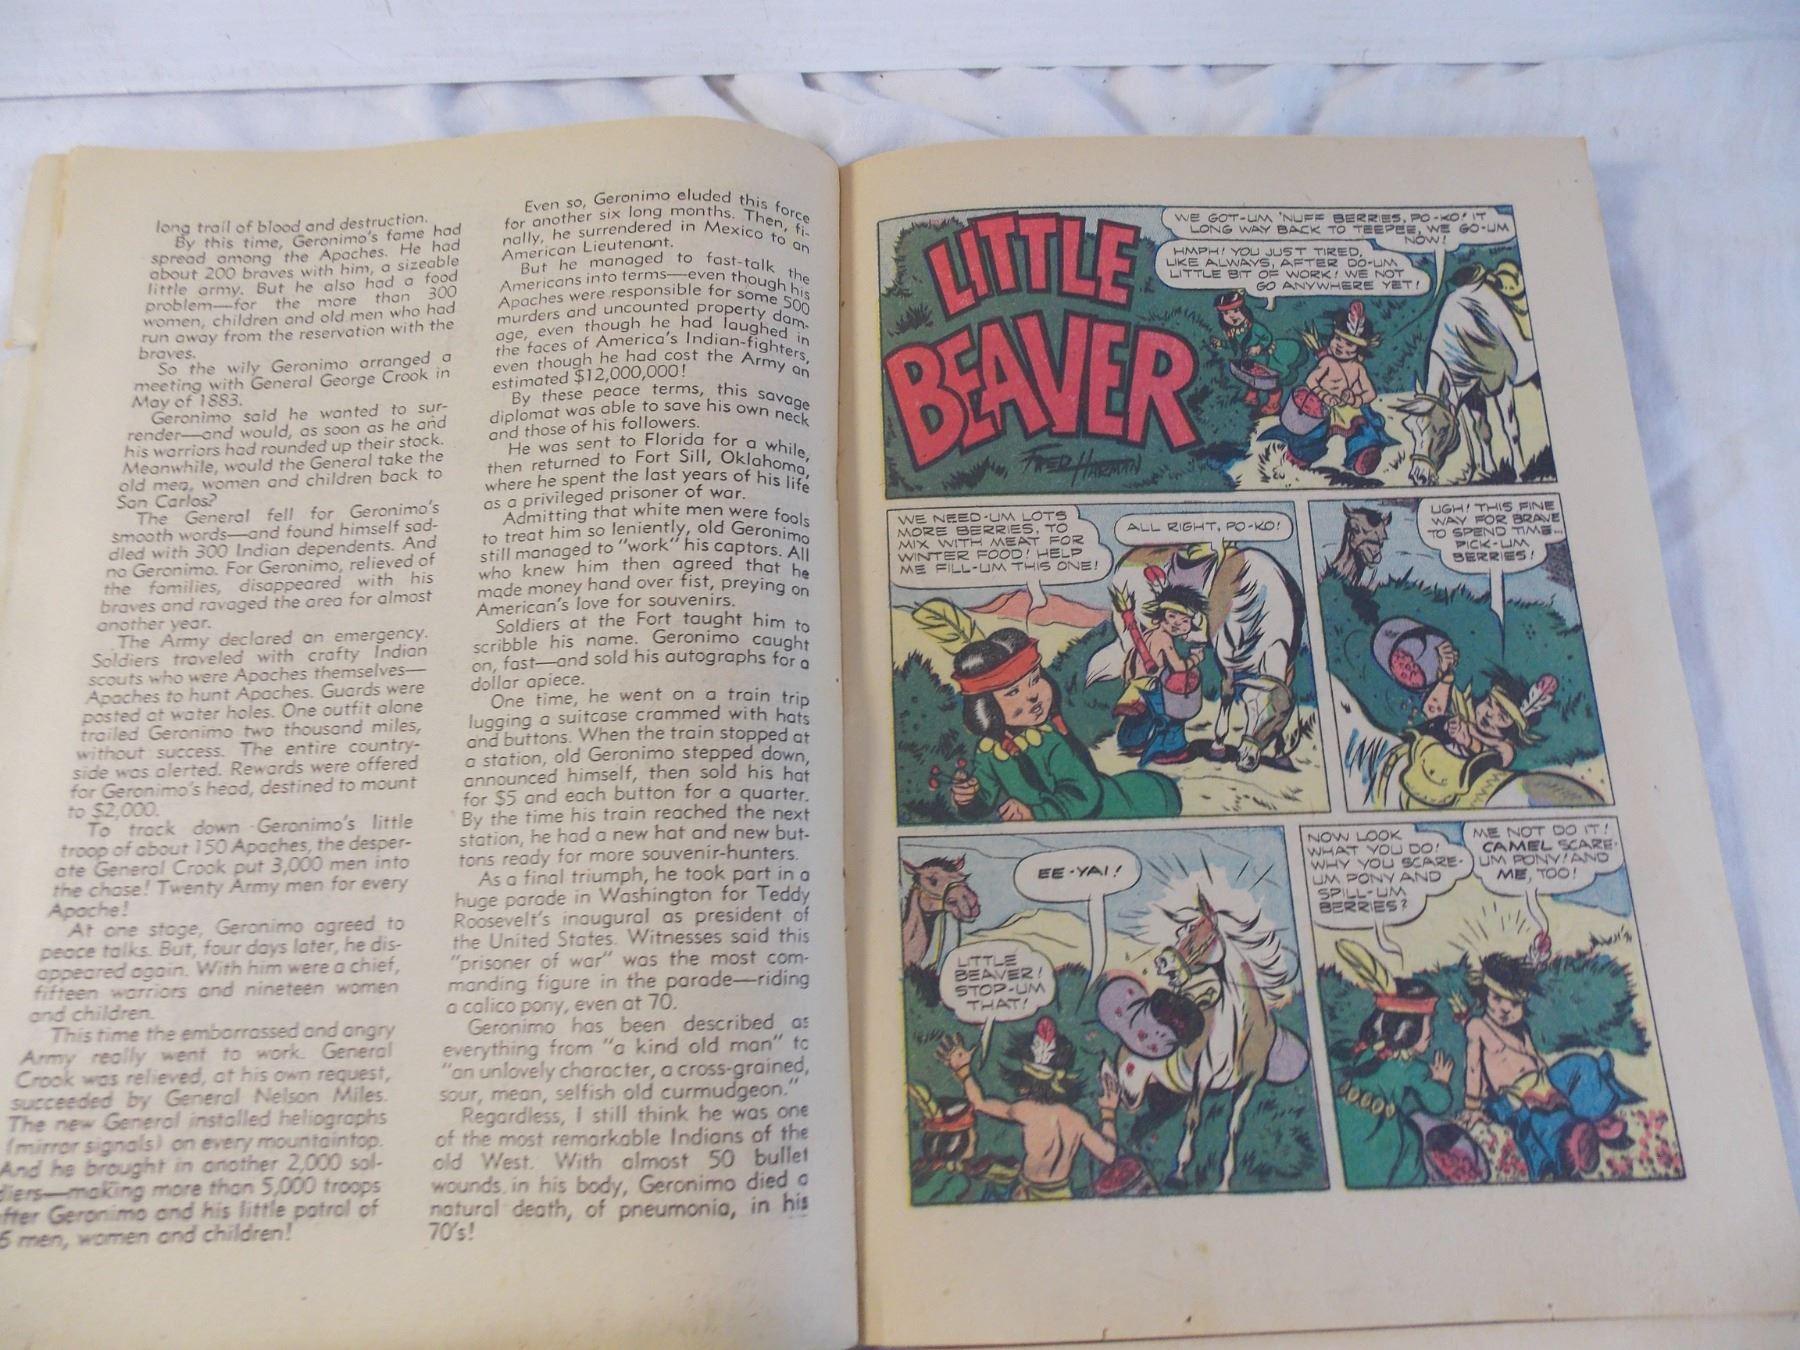 long trail of blood and destruction.
By this time, Geronimo's fame had
spread among the Apaches. He had
about 200 braves with him, a sizeable
little army. But he also had a food
problem—for the more than 300
women, children and old men who had
run away from the reservation with the
braves.
So the wily Geronimo arranged a
meeting with General George Crook in
May of 1883.
Geronimo said he wanted to sur-
render—and would, as soon as he and
his warriors had rounded up their stock.
Meanwhile, would the General take the
old men, women and children back to
San Carlos?
The General fell for Geronimo's
smooth words—and found himself sad-
dled with 300 Indian dependents. And
no Geronimo. For Geronimo, relieved of
the families, disappeared with his
braves and ravaged the area for almost
another year.
The Army declared an emergency.
Soldiers traveled with crafty Indian
scouts who were Apaches themselves—
Apaches to hunt Apaches. Guards were
posted at water holes. One outfit alone
trailed Geronimo two thousand miles,
without success. The entire country-
side was alerted. Rewards were offered
for Geronimo's head, destined to mount
to $2,000.
To track down Geronimo's little
troop of about 150 Apaches, the desper-
ate General Crook put 3,000 men into
the chase! Twenty Army men for every
Apache!
At one stage, Geronimo agreed to
peace talks. But, four days later, he dis-
appeared again. With him were a chief,
fifteen warriors and nineteen women
and children.
This time the embarrassed and angry
Army really went to work. General
Crook was relieved, at his own request,
succeeded by General Nelson Miles.
The new General installed heliographs
(mirror signals) on every mountaintop.
And he brought in another 2,000 sol-
diers—making more than 5,000 troops
after Geronimo and his little patrol of
5 men, women and children!
Even so, Geronimo eluded this force
for another six long months. Then, fi-
nally, he surrendered in Mexico to an
American Lieutenant.
But he managed to fast-talk the
Americans into terms—even though his
Apaches were responsible for some 500
murders and uncounted property dam-
age, even though he had laughed in
the faces of America's Indian-fighters,
even though he had cost the Army an
estimated $12,000,000!
By these peace terms, this savage
diplomat was able to save his own neck
and those of his followers.
He was sent to Florida for a while,
then returned to Fort Sill, Oklahoma,
where he spent the last years of his life
as a privileged prisoner of war.
Admitting that white men were fools
to treat him so leniently, old Geronimo
still managed to "work" his captors. All
who knew him then agreed that he
made money hand over fist, preying on
American's love for souvenirs.
Soldiers at the Fort taught him to
scribble his name. Geronimo caught
on, fast—and sold his autographs for a
dollar apiece.
One time, he went on a train trip
lugging a suitcase crammed with hats
and buttons. When the train stopped at
a station, old Geronimo stepped down,
announced himself, then sold his hat
for $5 and each button for a quarter.
By the time his train reached the next
station, he had a new hat and new but-
tons ready for more souvenir-hunters.
As a final triumph, he took part in a
huge parade in Washington for Teddy
Roosevelt's inaugural as president of
the United States. Witnesses said this
"prisoner of war" was the most com-
manding figure in the parade—riding
a calico pony, even at 70.
Geronimo has been described as
everything from "a kind old man" to
"an unlovely character, a cross-grained,
sour, mean, selfish old curmudgeon."
Regardless, I still think he was one
of the most remarkable Indians of the
old West. With almost 50 bullet
wounds in his body, Geronimo died a
natural death, of pneumonia, in his
70's!
LITTLE
BEAVER
FRED HARMAN
WE GOT-UM 'NUFF BERRIES, PO-KO! IT
LONG WAY BACK TO TEEPEE, WE GO-UM
NOW!
HMPH! YOU JUST TIRED,
LIKE ALWAYS, AFTER DO-UM
LITTLE BIT OF WORK! WE NOT
GO ANYWHERE YET!
WE NEED-UM LOTS
MORE BERRIES, TO
MIX WITH MEAT FOR
WINTER FOOD! HELP
ME FILL-UM THIS ONE!
ALL RIGHT, PO-KO!
UGH! THIS FINE
WAY FOR BRAVE
TO SPEND TIME...
PICK-UM
BERRIES!
EE-YAI!
LITTLE
BEAVER!
STOP-UM
THAT!
NOW LOOK
WHAT YOU DO!
WHY YOU SCARE-
UM PONY AND
SPILL-UM
BERRIES?
ME NOT DO IT!
CAMEL SCARE-
UM PONY! AND
ME, TOO!